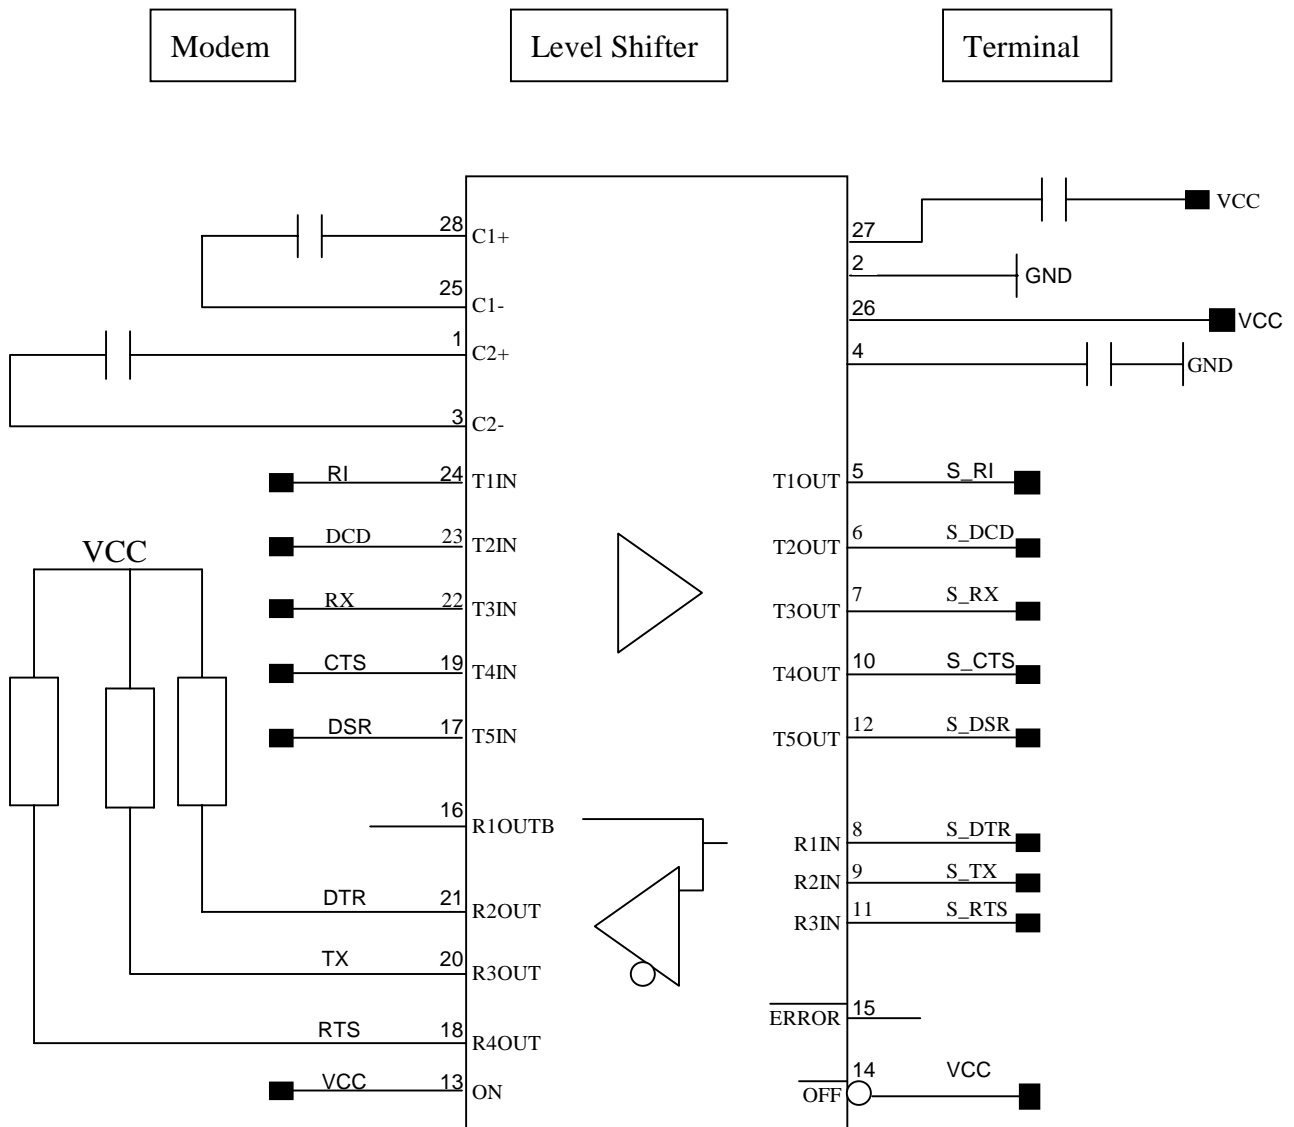 Modem
Level Shifter
Terminal
28
C1+
25
C1-
1
C2+
3
C2-
27
VCC
2
GND
26
VCC
4
GND
RI
24
T1IN
T1OUT
5
S_RI
DCD
23
T2IN
T2OUT
6
S_DCD
VCC
RX
22
T3IN
T3OUT
7
S_RX
CTS
19
T4IN
T4OUT
10
S_CTS
DSR
17
T5IN
T5OUT
12
S_DSR
16
R1OUTB
R1IN
8
S_DTR
R2IN
9
S_TX
DTR
21
R2OUT
R3IN
11
S_RTS
TX
20
R3OUT
ERROR
15
RTS
18
R4OUT
VCC
13
ON
OFF
14
VCC